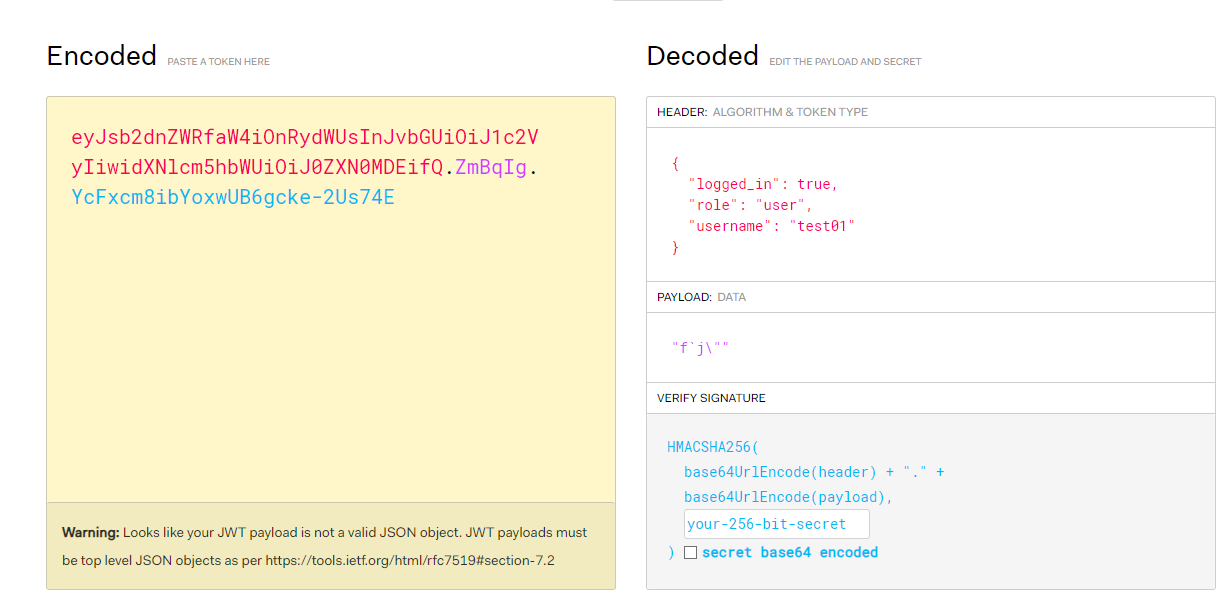 Encoded PASTE A TOKEN HERE
eyJsb2dnZWRfaW4iOnRydWUsInJvbGUiOiJ1c2V
yIiwidXNlcm5hbWUiOiJ0ZXN0MDEifQ.ZmBqIg.
YcFxcm8ibYoxwUB6gcke-2Us74E
Warning: Looks like your JWT payload is not a valid JSON object. JWT payloads must
be top level JSON objects as per https://tools.ietf.org/html/rfc7519#section-7.2
Decoded EDIT THE PAYLOAD AND SECRET
HEADER: ALGORITHM & TOKEN TYPE
{
"logged_in": true,
"role": "user",
"username": "test01"
}
PAYLOAD: DATA
"f`j\""
VERIFY SIGNATURE
HMACSHA256(
base64UrlEncode(header) + "." +
base64UrlEncode(payload),
your-256-bit-secret
) secret base64 encoded